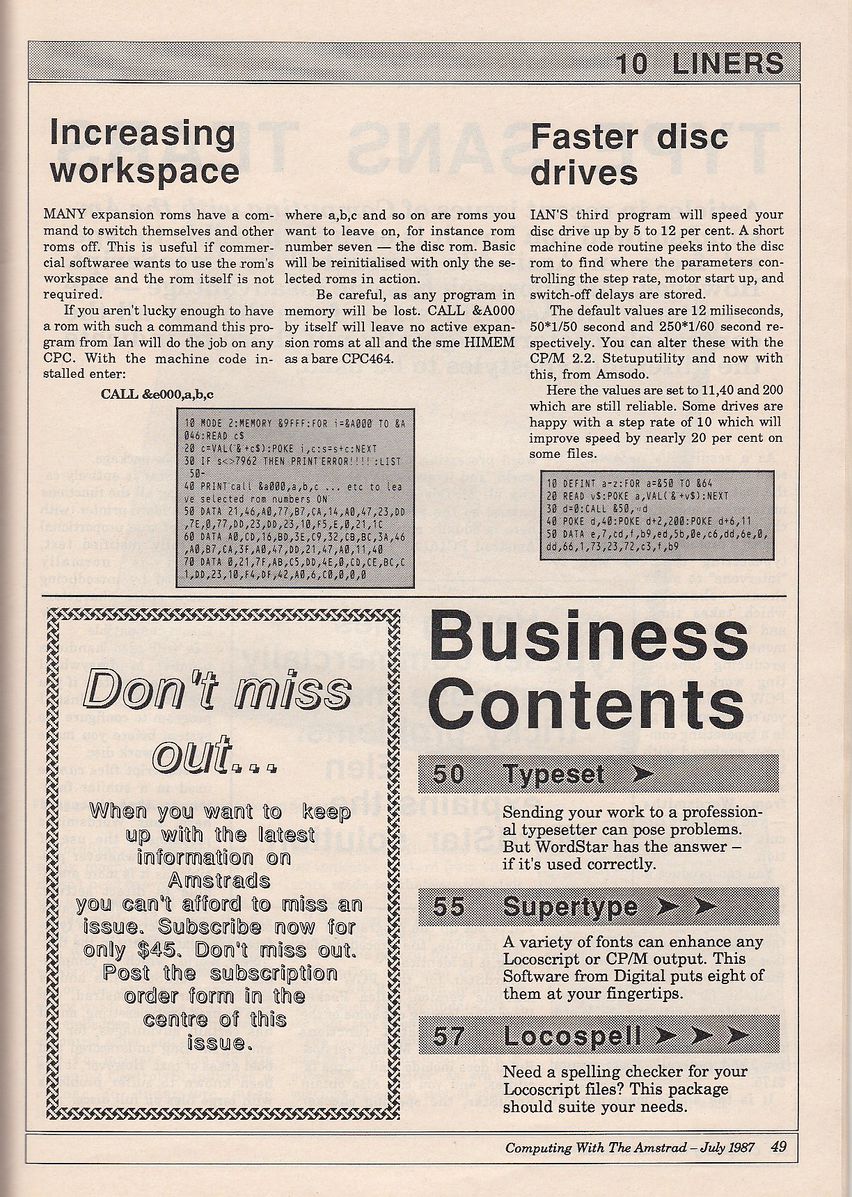 10 LINERS
Increasing
workspace
MANY expansion roms have a com-
mand to switch themselves and other
roms off. This is useful if commer-
cial softwaree wants to use the rom's
workspace and the rom itself is not
required.
If you aren't lucky enough to have
a rom with such a command this pro-
gram from Ian will do the job on any
CPC. With the machine code in-
stalled enter:
CALL &e000,a,b,c
where a,b,c and so on are roms you
want to leave on, for instance rom
number seven — the disc rom. Basic
will be reinitialised with only the se-
lected roms in action.
Be careful, as any program in
memory will be lost. CALL &A000
by itself will leave no active expan-
sion roms at all and the sme HIMEM
as a bare CPC464.
10 MODE 2:MEMORY &9FFF:FOR i=&A000 TO &A
046:READ c$
20 c=VAL("&"+c$):POKE i,c:s=s+c:NEXT
30 IF s<>7962 THEN PRINT"ERROR!!!!":LIST
50-
40 PRINT"call &a000,a,b,c ... etc to lea
ve selected rom numbers ON
50 DATA 21,46,A0,77,B7,CA,14,A0,47,23,DD
,7E,0,77,DD,23,DD,23,10,F5,E,0,21,1C
60 DATA A0,CD,16,BD,3E,C9,32,CB,BC,3A,46
,A0,B7,CA,3F,A0,47,DD,21,47,A0,11,40
70 DATA 0,21,7F,AB,C5,DD,4E,0,CD,CE,BC,C
1,DD,23,10,F4,DF,42,A0,6,C0,0,0,0
Faster disc
drives
IAN'S third program will speed your
disc drive up by 5 to 12 per cent. A short
machine code routine peeks into the disc
rom to find where the parameters con-
trolling the step rate, motor start up, and
switch-off delays are stored.
The default values are 12 miliseconds,
50*1/50 second and 250*1/60 second re-
spectively. You can alter these with the
CP/M 2.2. Stetuputility and now with
this, from Amsodo.
Here the values are set to 11,40 and 200
which are still reliable. Some drives are
happy with a step rate of 10 which will
improve speed by nearly 20 per cent on
some files.
10 DEFINT a-z:FOR a=&50 TO &64
20 READ v$:POKE a,VAL("&"+v$):NEXT
30 d=0:CALL &50,@d
40 POKE d,40:POKE d+2,200:POKE d+6,11
50 DATA e,7,cd,f,b9,ed,5b,0e,c6,dd,6e,0,
dd,66,1,73,23,72,c3,f,b9
Don't miss
out...
When you want to keep
up with the latest
information on
Amstrads
you can't afford to miss an
issue. Subscribe now for
only $45. Don't miss out.
Post the subscription
order form in the
centre of this
issue.
Business
Contents
50 Typeset ➤
Sending your work to a profession-
al typesetter can pose problems.
But WordStar has the answer –
if it's used correctly.
55 Supertype ➤ ➤
A variety of fonts can enhance any
Locoscript or CP/M output. This
Software from Digital puts eight of
them at your fingertips.
57 Locospell ➤ ➤ ➤
Need a spelling checker for your
Locoscript files? This package
should suite your needs.
Computing With The Amstrad – July 1987 49